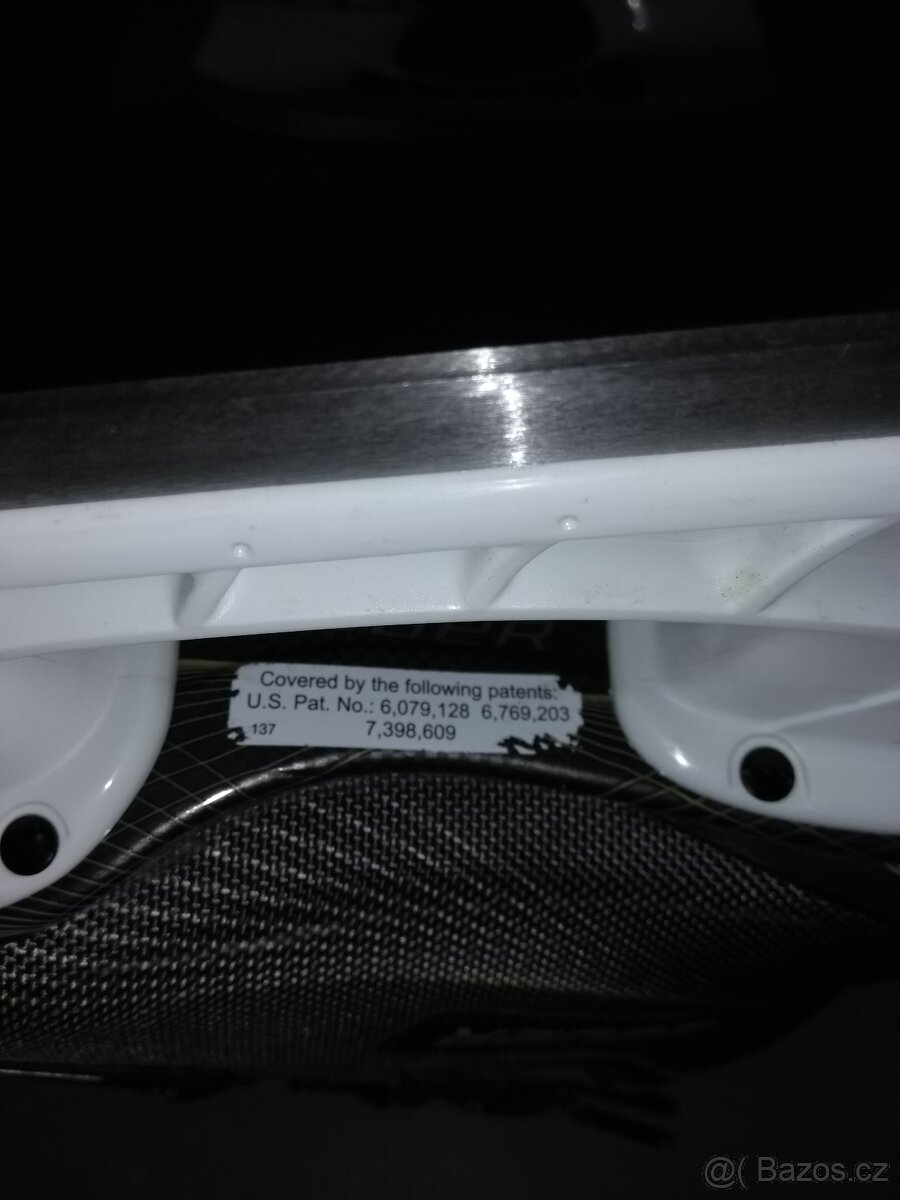 Covered by the following patents:
U.S. Pat. No.: 6,079,128 6,769,203
137 7,398,609
@( Bazos.cz